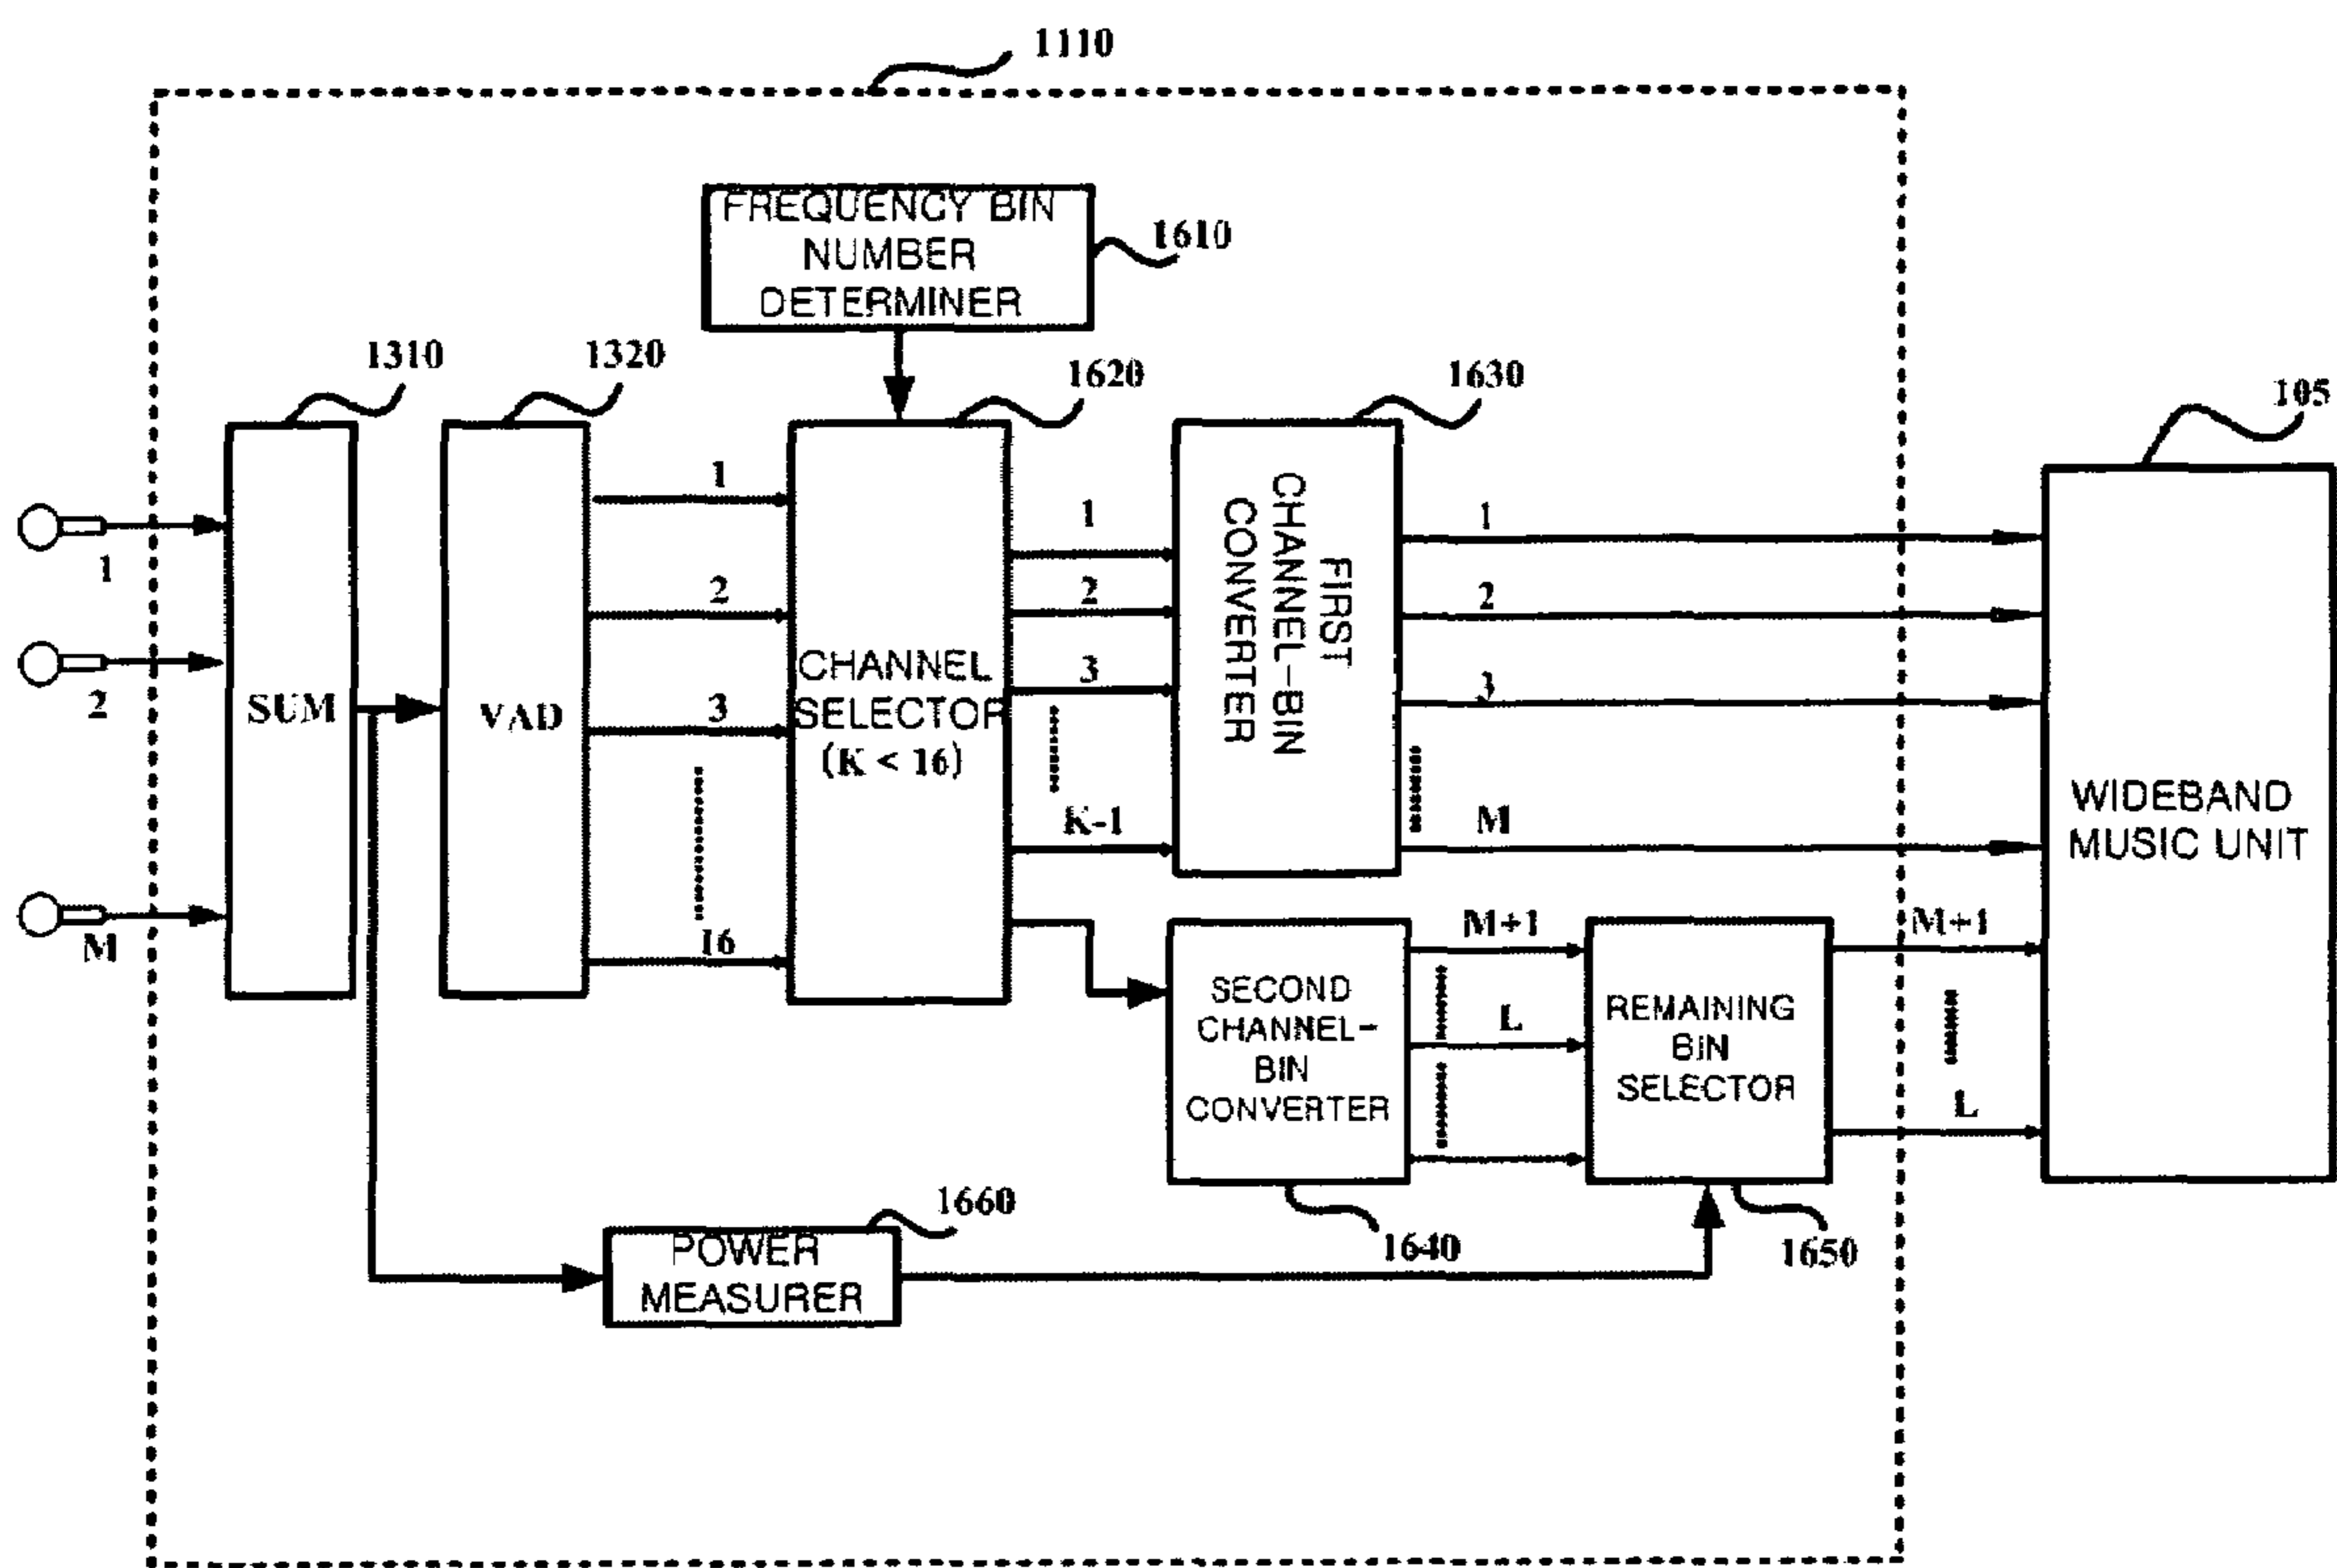 1110
FREQUENCY BIN
NUMBER
DETERMINER
1610
1310
1320
1620
1630
105
1
2
M
SUM
VAD
1
2
3
16
CHANNEL
SELECTOR
(K < 16)
1
2
3
K-1
FIRST
CHANNEL-BIN
CONVERTER
1
2
3
M
WIDEBAND
MUSIC UNIT
SECOND
CHANNEL-
BIN
CONVERTER
M+1
L
REMAINING
BIN
SELECTOR
M+1
L
1640
1650
1660
POWER
MEASURER